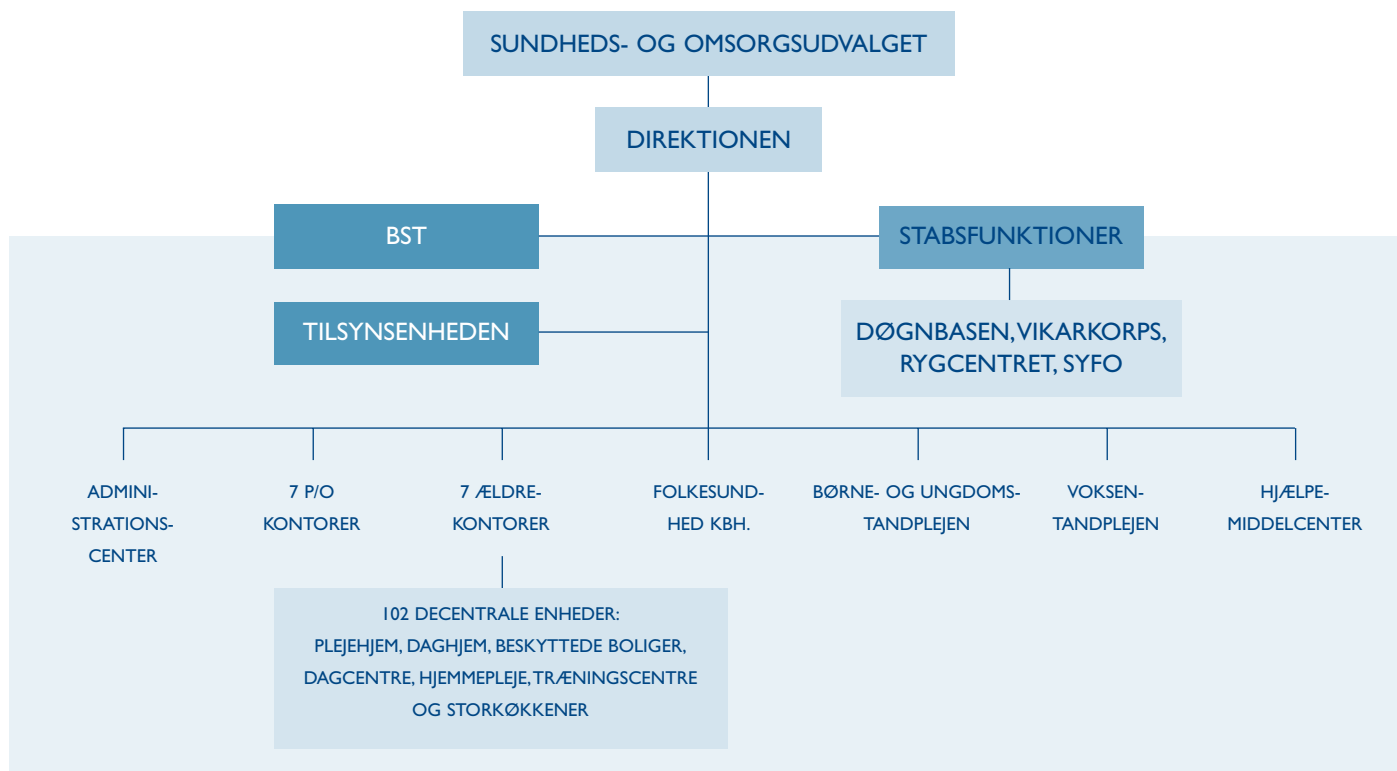 SUNDHEDS- OG OMSORGSUDVALGET
DIREKTIONEN
BST
STABSFUNKTIONER
TILSYNSENHEDEN
DØGNBASEN, VIKARKORPS,
RYGCENTRET, SYFO
ADMINI-
STRATIONS-
CENTER
7 P/O
KONTORER
7 ÆLDRE-
KONTORER
FOLKESUND-
HED KBH.
BØRNE- OG UNGDOMS-
TANDPLEJEN
VOKSEN-
TANDPLEJEN
HJÆLPE-
MIDDELCENTER
102 DECENTRALE ENHEDER:
PLEJEHJEM, DAGHJEM, BESKYTTEDE BOLIGER,
DAGCENTRE, HJEMMEPLEJE, TRÆNINGSCENTRE
OG STORKØKKENER